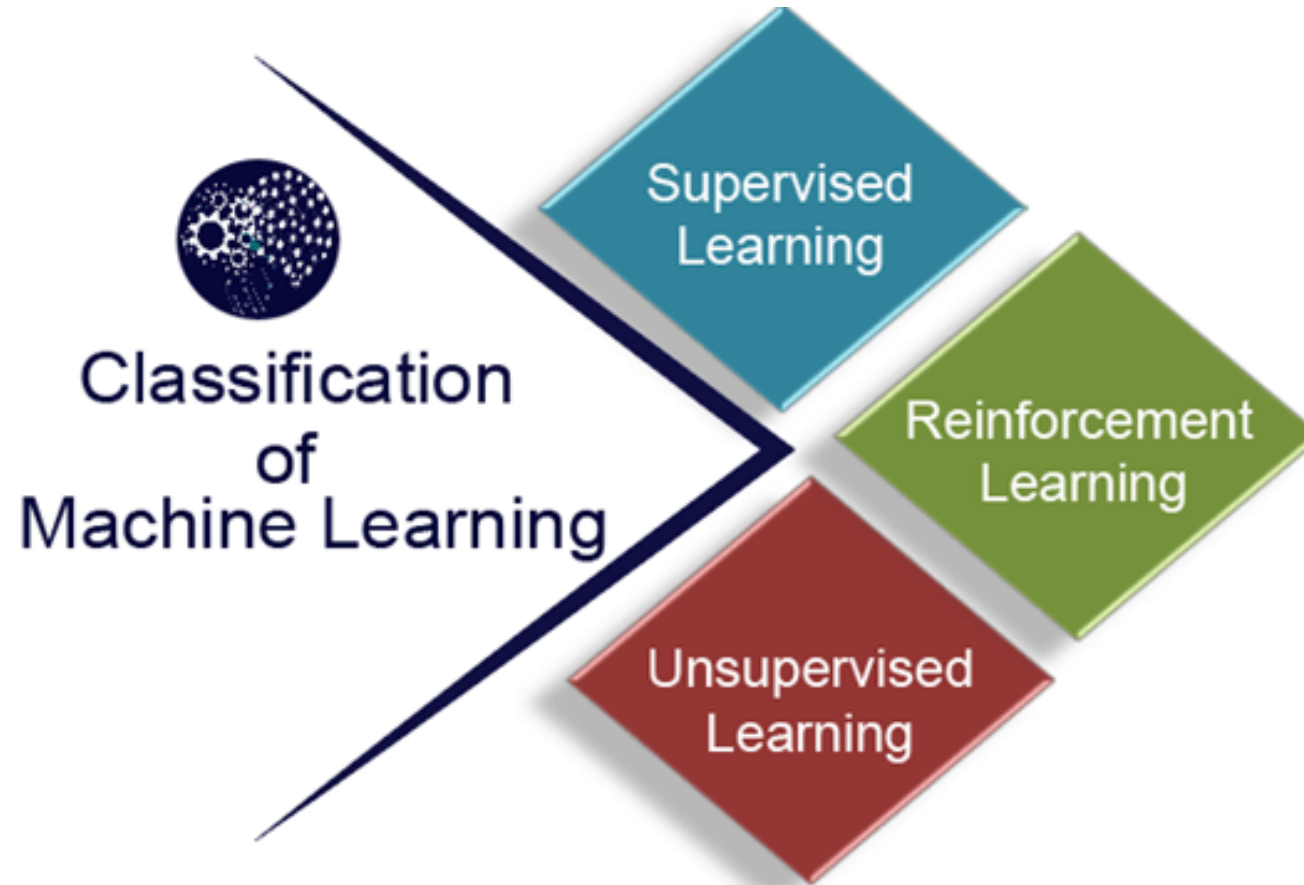 Classification
of
Machine Learning
Supervised
Learning
Reinforcement
Learning
Unsupervised
Learning